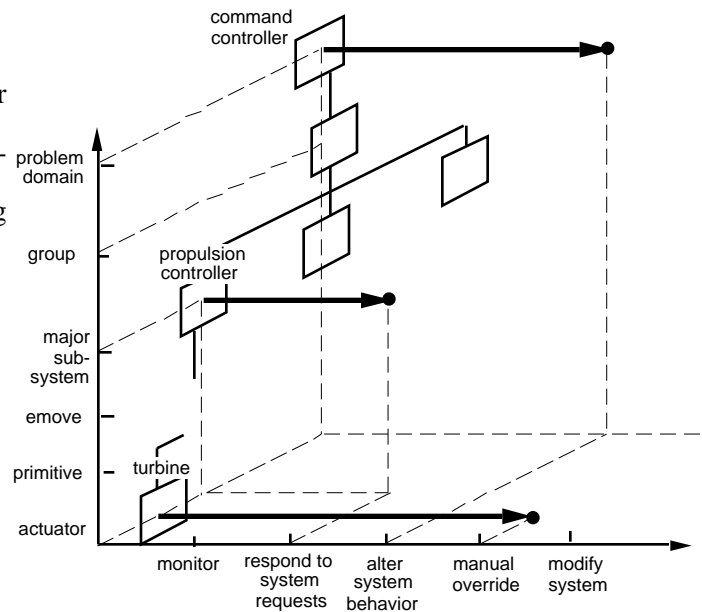 command
controller
r
-
g
problem
domain
group
propulsion
controller
major
sub-
system
emove
primitive
turbine
actuator
monitor
respond to
system
requests
alter
system
behavior
manual
override
modify
system